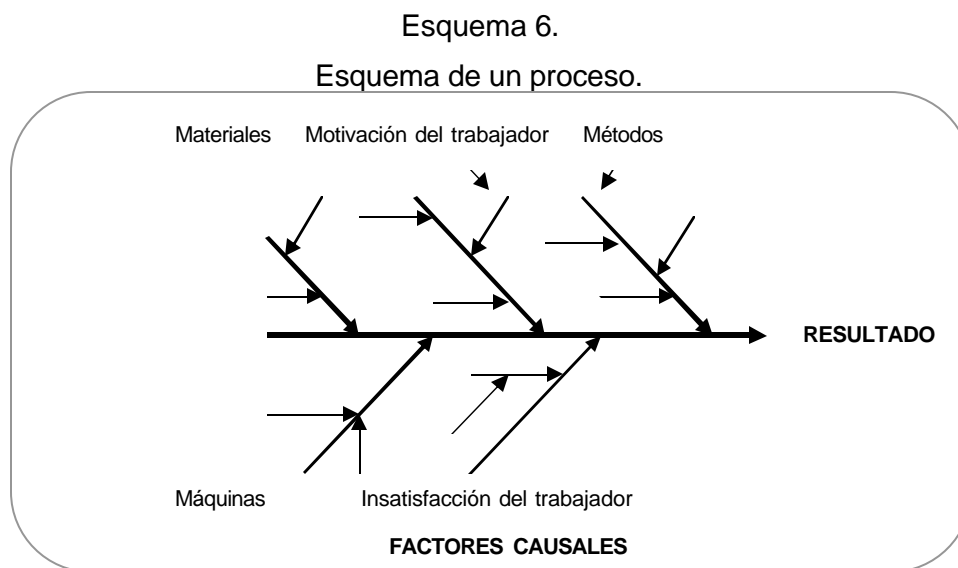 Esquema 6.
Esquema de un proceso.
Materiales Motivación del trabajador Métodos
RESULTADO
Máquinas Insatisfacción del trabajador
FACTORES CAUSALES